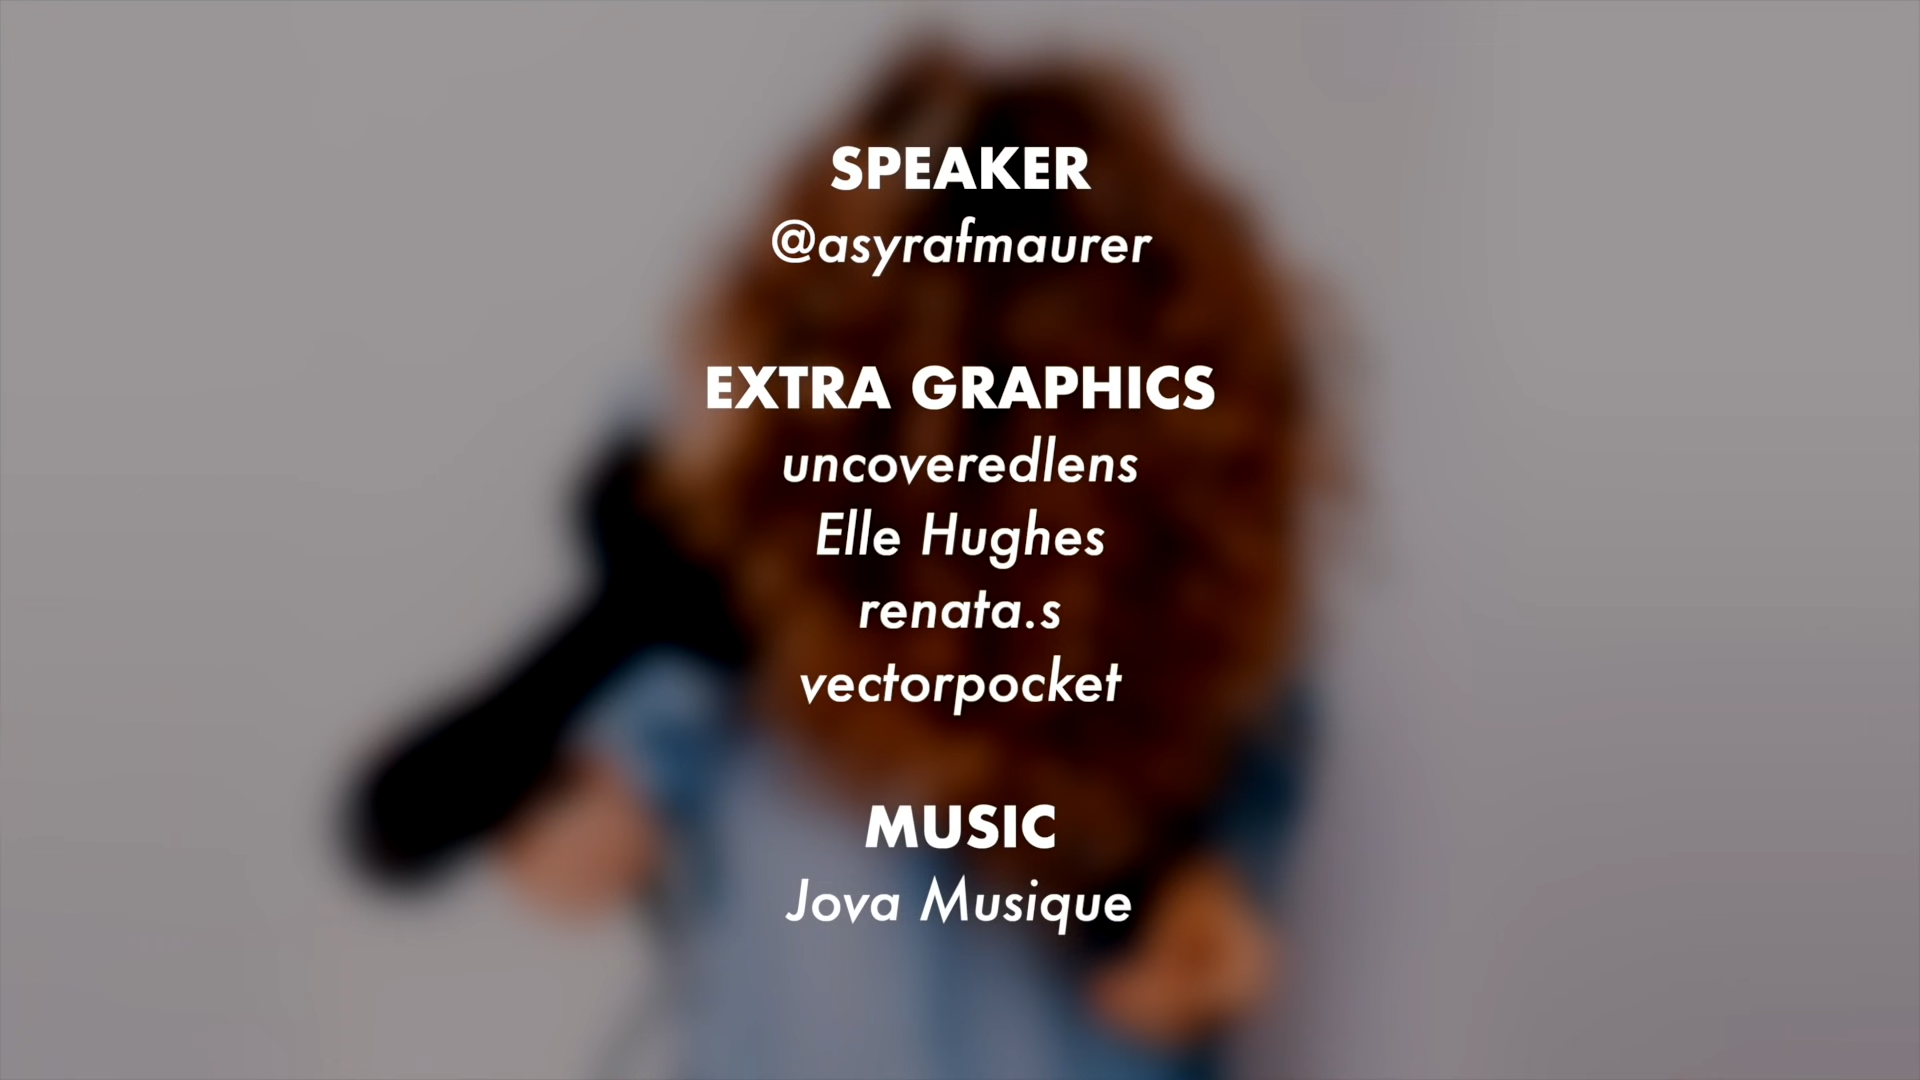 SPEAKER
@asyrafmaurer
EXTRA GRAPHICS
uncoveredlens
Elle Hughes
renata.s
vectorpocket
MUSIC
Jova Musique